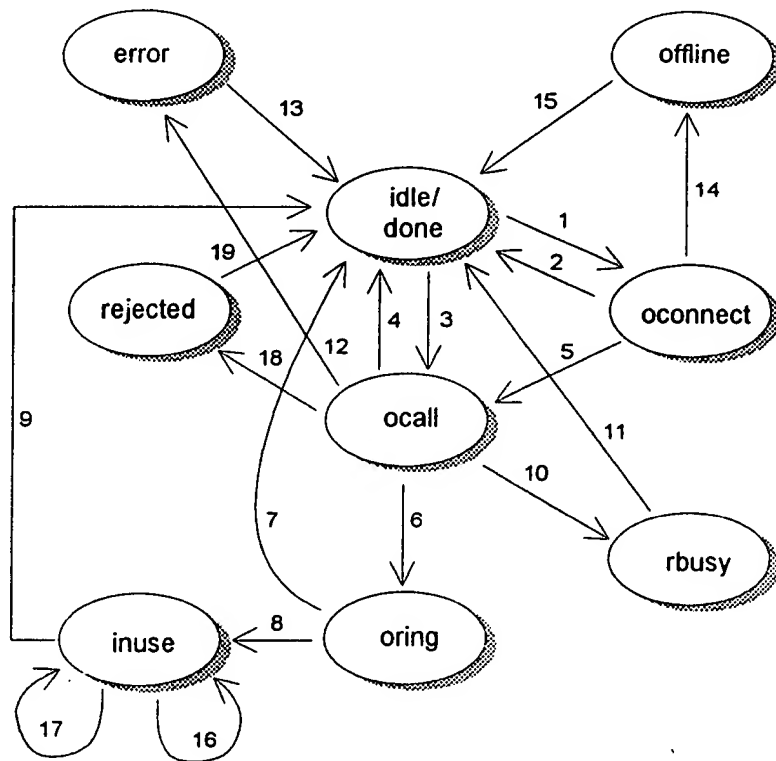 error
offline
13
15
idle/
done
1
14
2
19
rejected
oconnect
4
3
18
12
5
9
ocall
11
10
7
6
rbusy
8
inuse
oring
17
16